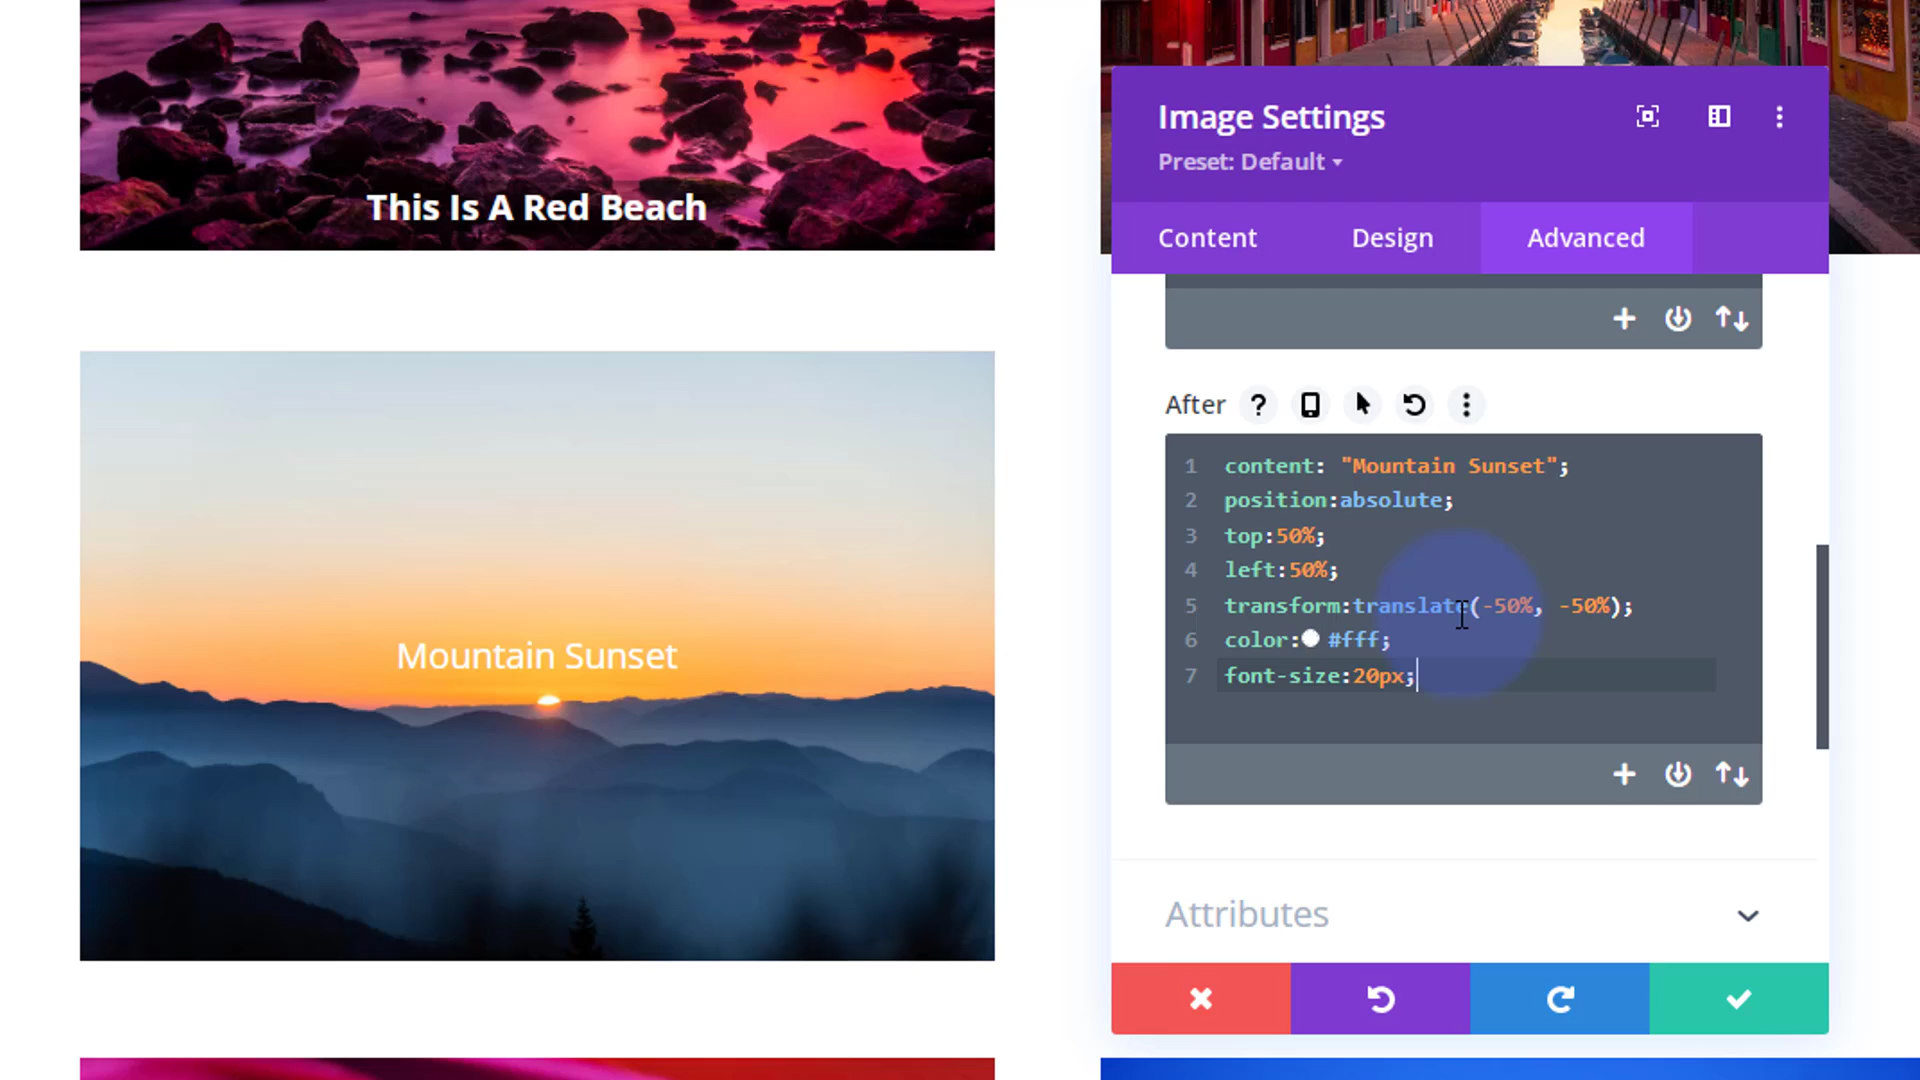 This Is A Red Beach
Mountain Sunset
Image Settings
Preset: Default
Content Design Advanced
After ?
1 content: "Mountain Sunset";
2 position:absolute;
3 top:50%;
4 left:50%;
5 transform:translate(-50%, -50%);
6 color: #fff;
7 font-size:20px;
Attributes